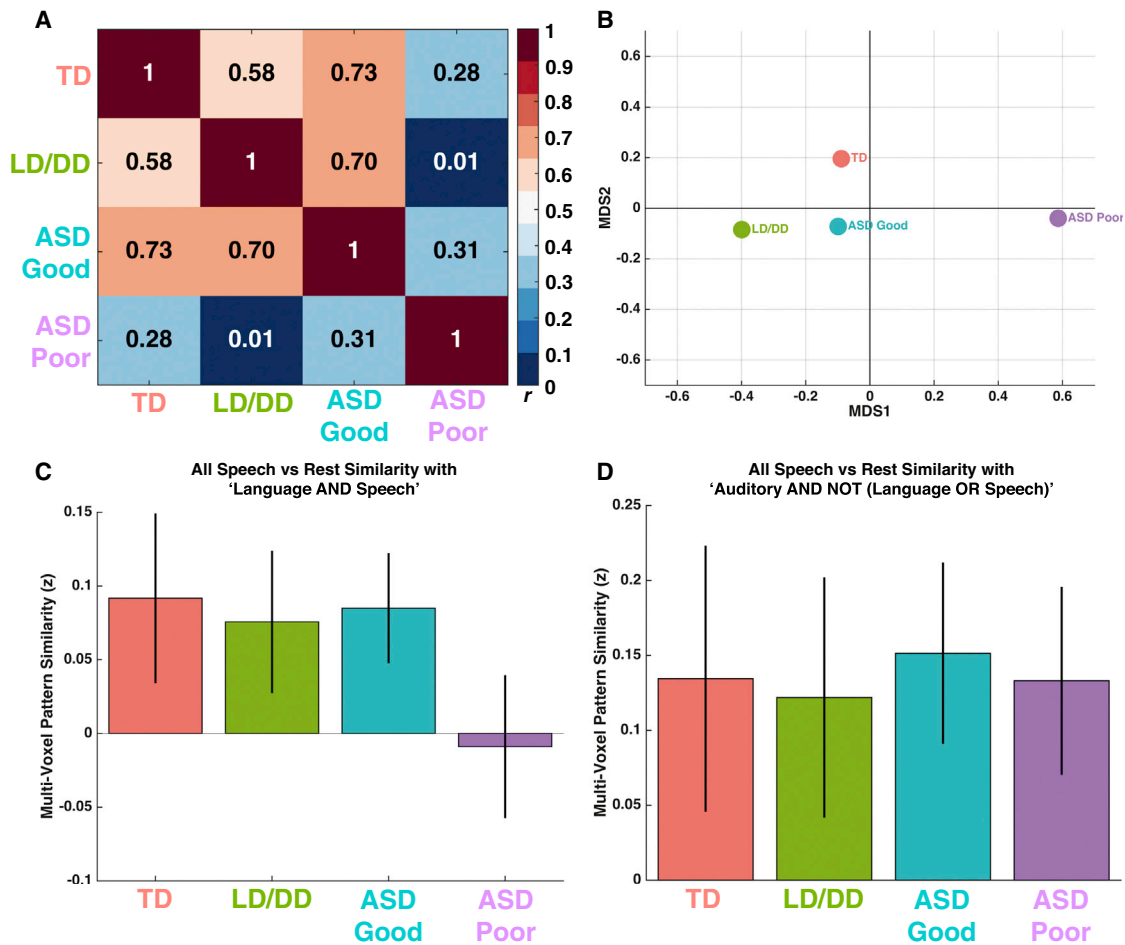 A
TD
LD/DD
ASD
Good
ASD
Poor
1 0.58 0.73 0.28
0.58 1 0.70 0.01
0.73 0.70 1 0.31
0.28 0.01 0.31 1
TD LD/DD ASD Good ASD Poor
1
0.9
0.8
0.7
0.6
0.5
0.4
0.3
0.2
0.1
0
r
B
MDS2
0.6
0.4
0.2
0
-0.2
-0.4
-0.6
TD
LD/DD
ASD Good
ASD Poor
-0.6 -0.4 -0.2 0 0.2 0.4 0.6
MDS1
C
All Speech vs Rest Similarity with
‘Language AND Speech’
Multi-Voxel Pattern Similarity (z)
0.15
0.1
0.05
0
-0.05
-0.1
TD LD/DD ASD Good ASD Poor
D
All Speech vs Rest Similarity with
‘Auditory AND NOT (Language OR Speech)’
Multi-Voxel Pattern Similarity (z)
0.25
0.2
0.15
0.1
0.05
0
TD LD/DD ASD Good ASD Poor